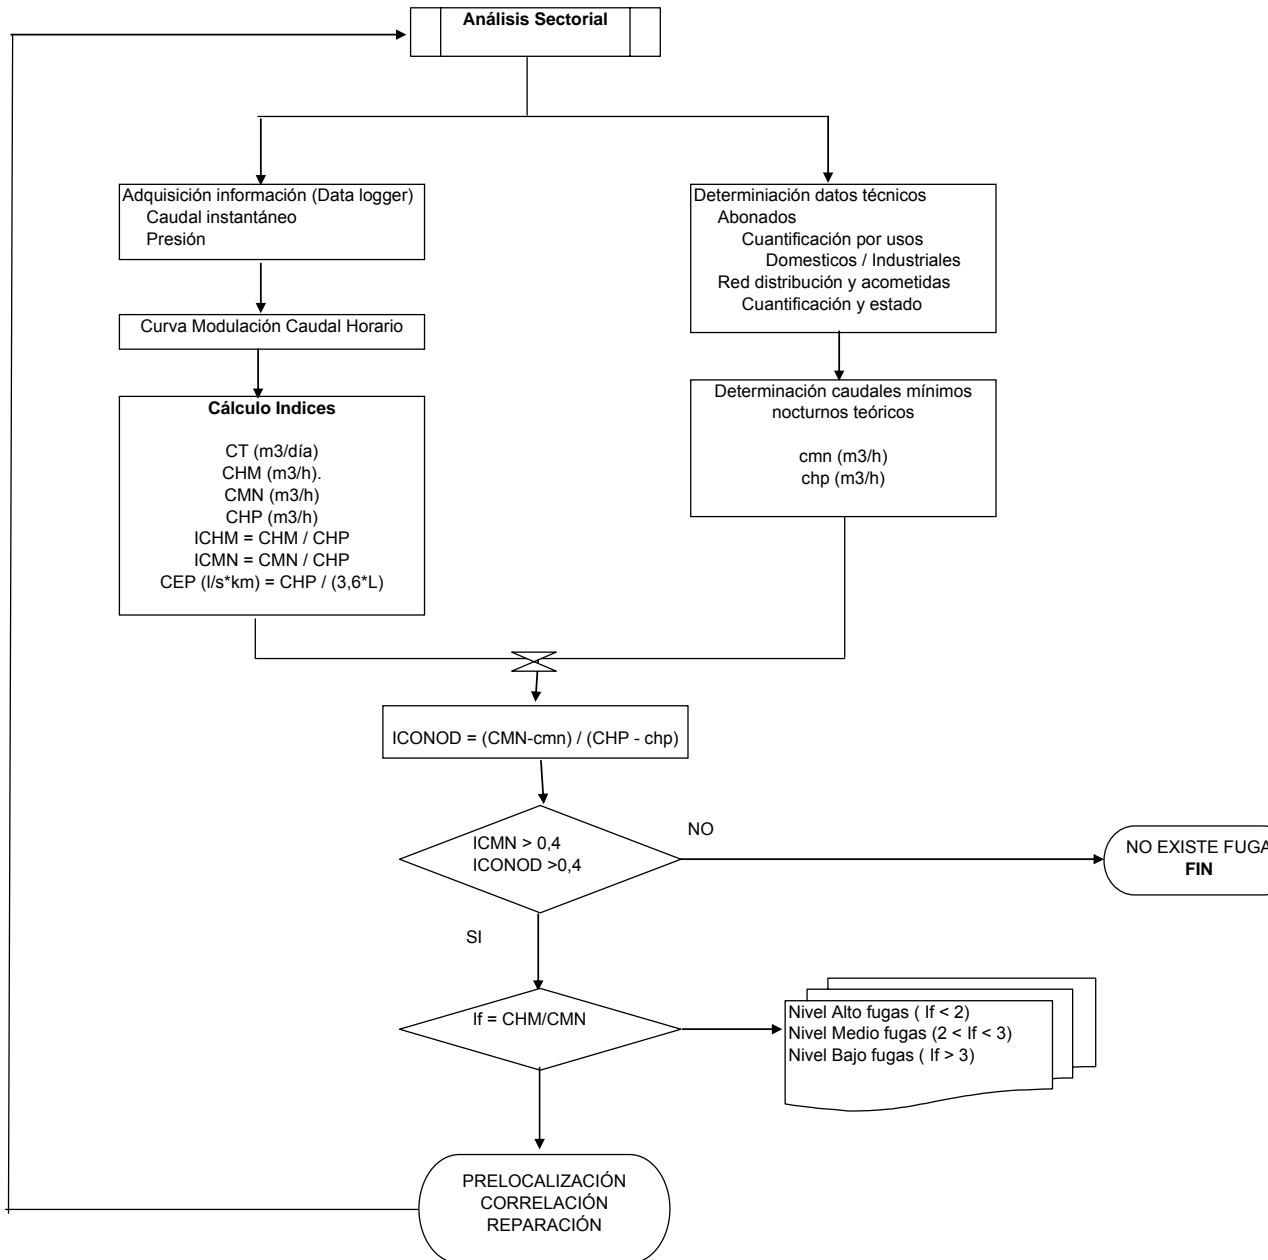 Análisis Sectorial
Adquisición información (Data logger)
Caudal instantáneo
Presión
Curva Modulación Caudal Horario
Cálculo Indices
CT (m3/día)
CHM (m3/h).
CMN (m3/h)
CHP (m3/h)
ICHM = CHM / CHP
ICMN = CMN / CHP
CEP (l/s*km) = CHP / (3,6*L)
Determiniación datos técnicos
Abonados
Cuantificación por usos
Domesticos / Industriales
Red distribución y acometidas
Cuantificación y estado
Determinación caudales mínimos
nocturnos teóricos
cmn (m3/h)
chp (m3/h)
ICONOD = (CMN-cmn) / (CHP - chp)
ICMN > 0,4
ICONOD >0,4
NO
NO EXISTE FUGA
FIN
SI
If = CHM/CMN
Nivel Alto fugas ( If < 2)
Nivel Medio fugas (2 < If < 3)
Nivel Bajo fugas ( If > 3)
PRELOCALIZACIÓN
CORRELACIÓN
REPARACIÓN